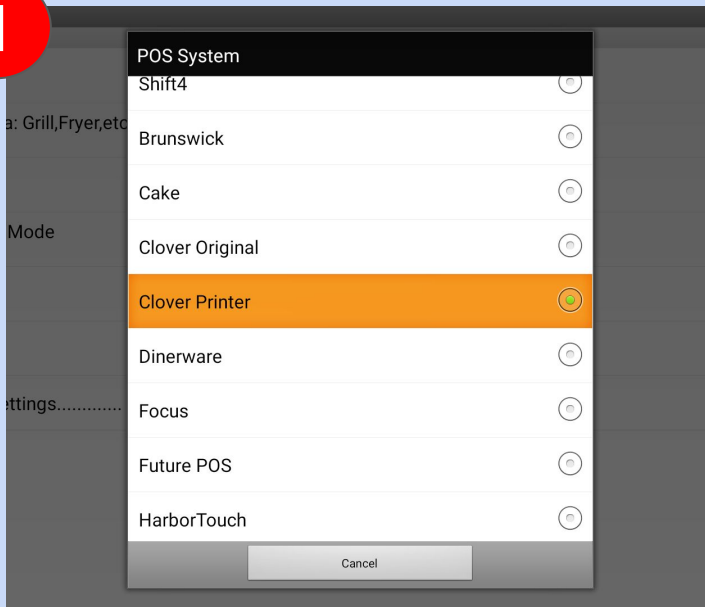 POS System
Shift4
a: Grill,Fryer,etc
Brunswick
Cake
Mode
Clover Original
Clover Printer
Dinerware
ettings.............
Focus
Future POS
HarborTouch
Cancel